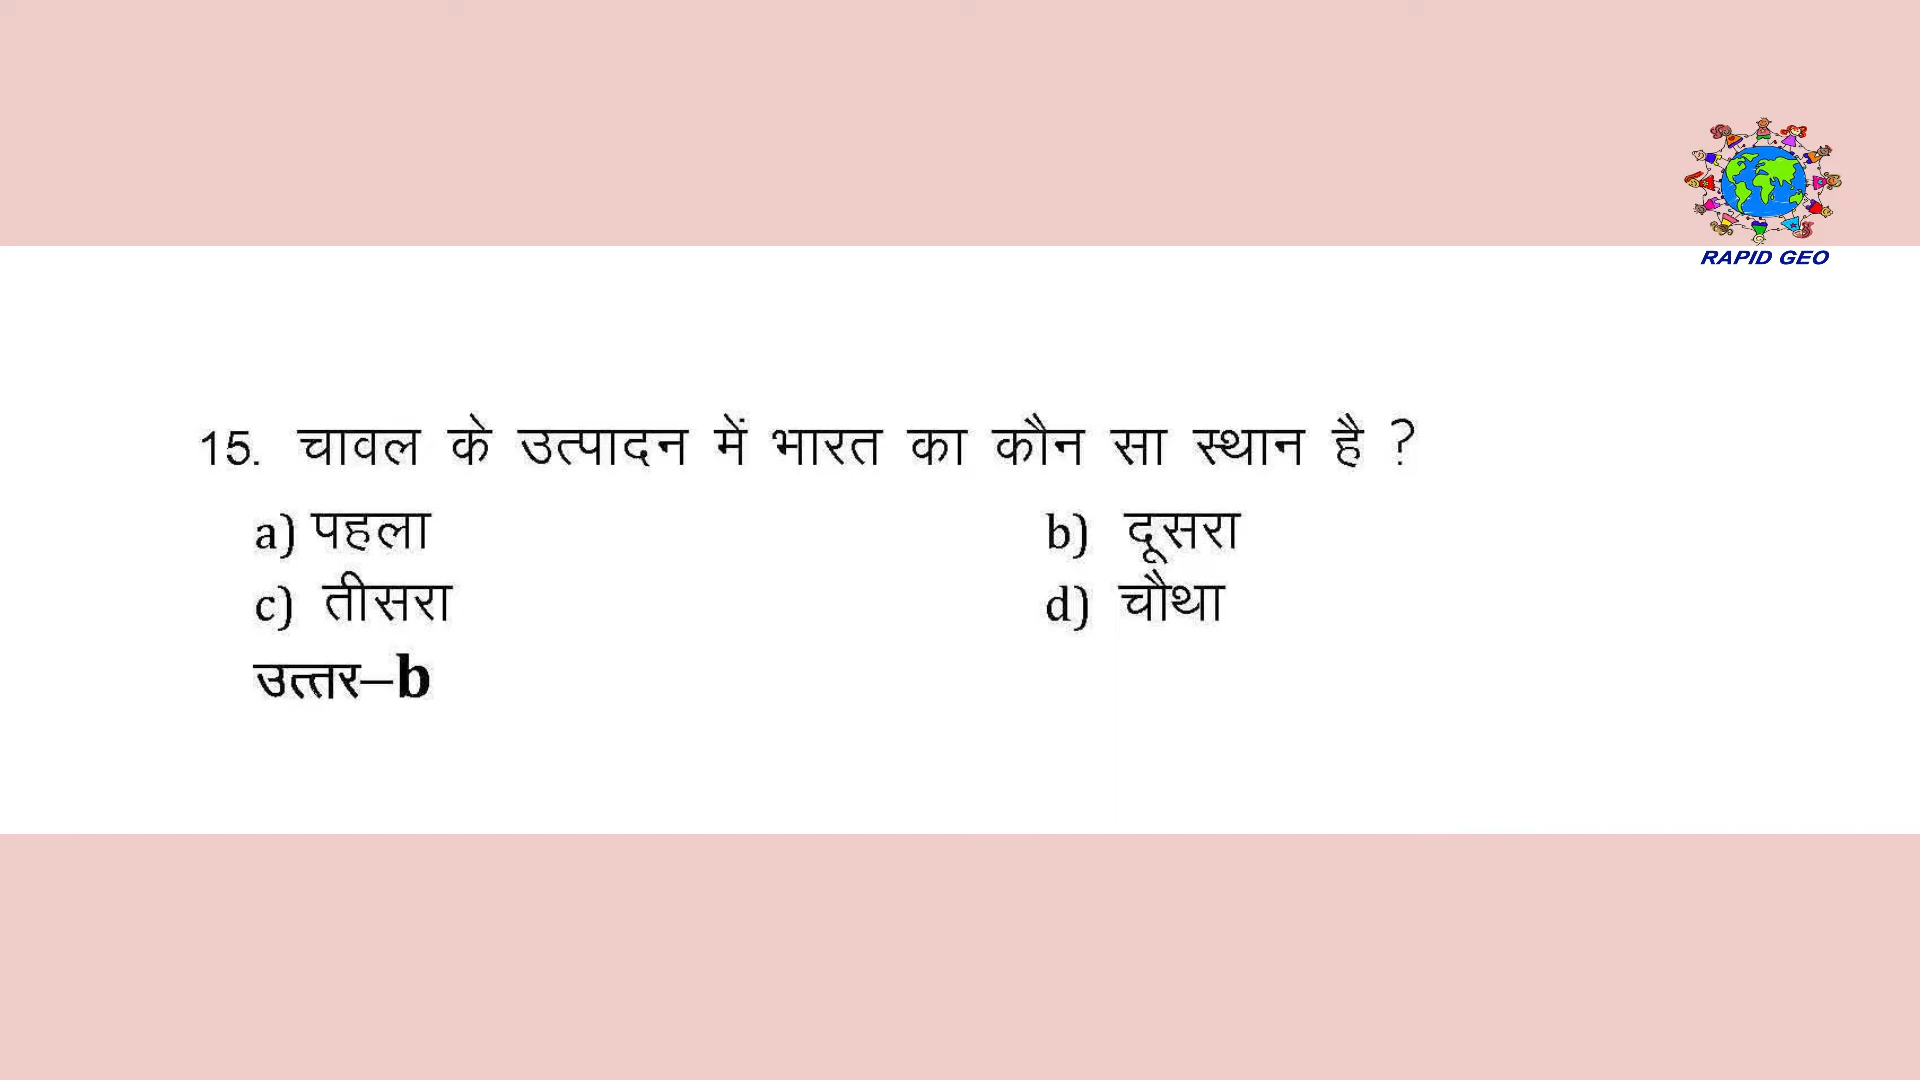 RAPID GEO
15. चावल के उत्पादन में भारत का कौन सा स्थान है ?
a) पहला b) दूसरा
c) तीसरा d) चौथा
उत्तर–b